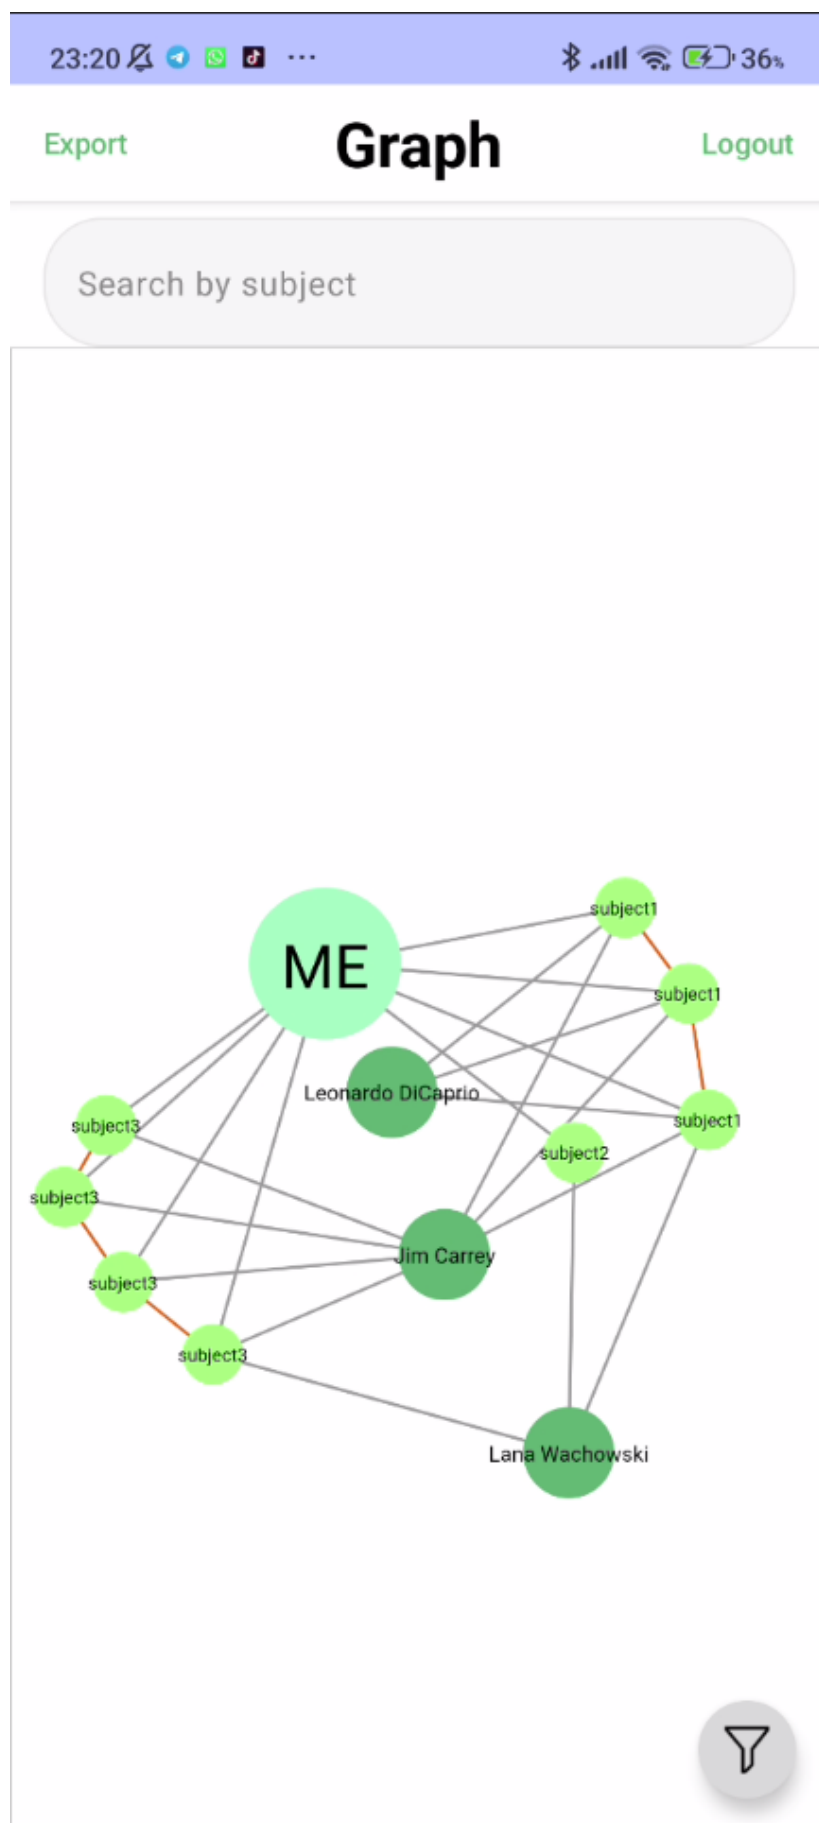 23:20 ... 36%
Export Graph Logout
Search by subject
subject1
ME
subject1
Leonardo DiCaprio
subject1
subject3
subject2
subject3
Jim Carrey
subject3
subject3
Lana Wachowski